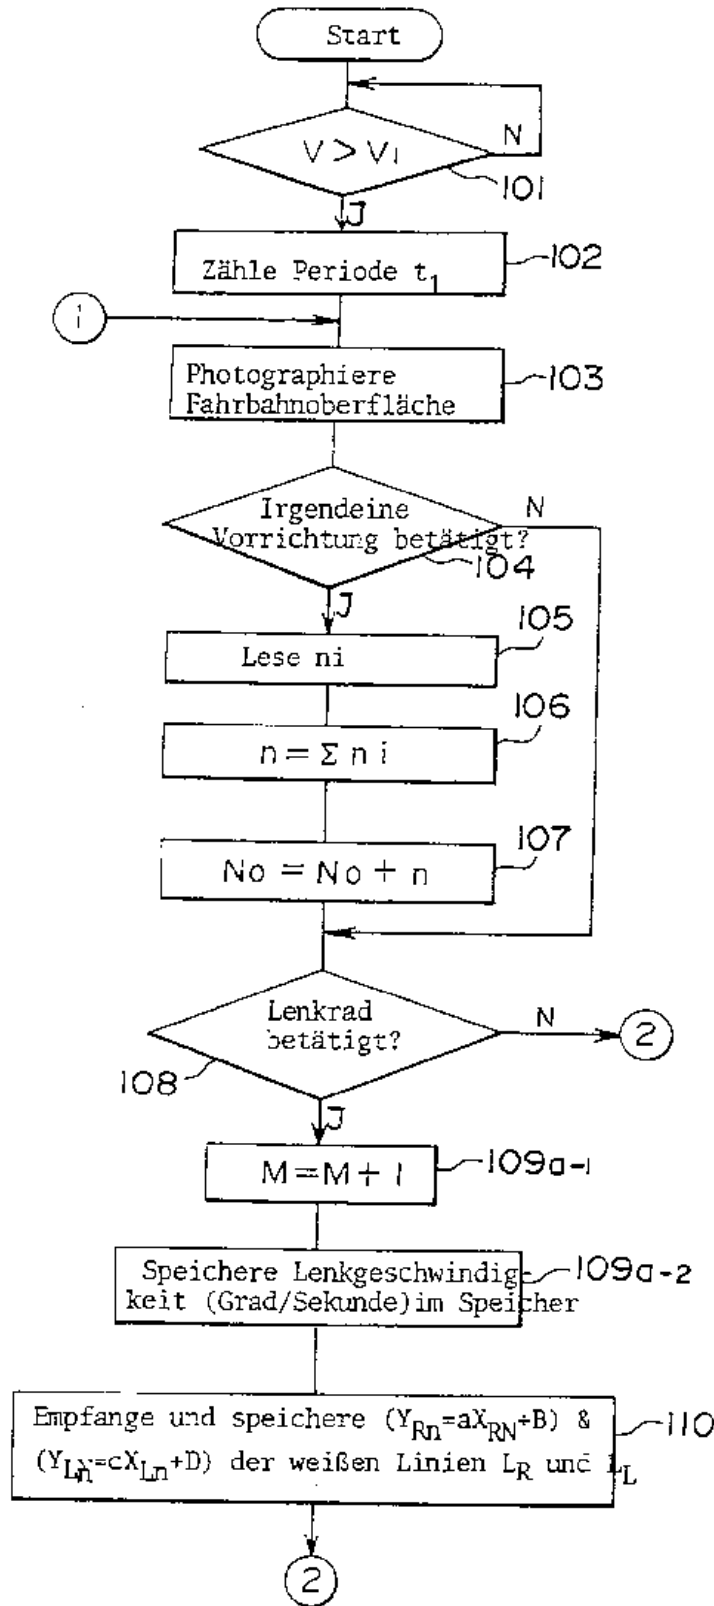 Start
N
V > V1
101
J
Zähle Periode t1
102
1
Photographiere
Fahrbahnoberfläche
103
Irgendeine
Vorrichtung betätigt?
N
104
J
105
Lese ni
106
n = Σ n i
107
No = No + n
Lenkrad
betätigt?
N
2
108
J
M = M + 1
109a-1
Speichere Lenkgeschwindig-
keit (Grad/Sekunde) im Speicher
109a-2
Empfange und speichere (YRn=aXRN+B) &
(YLn=cXLn+D) der weißen Linien LR und LL
110
2